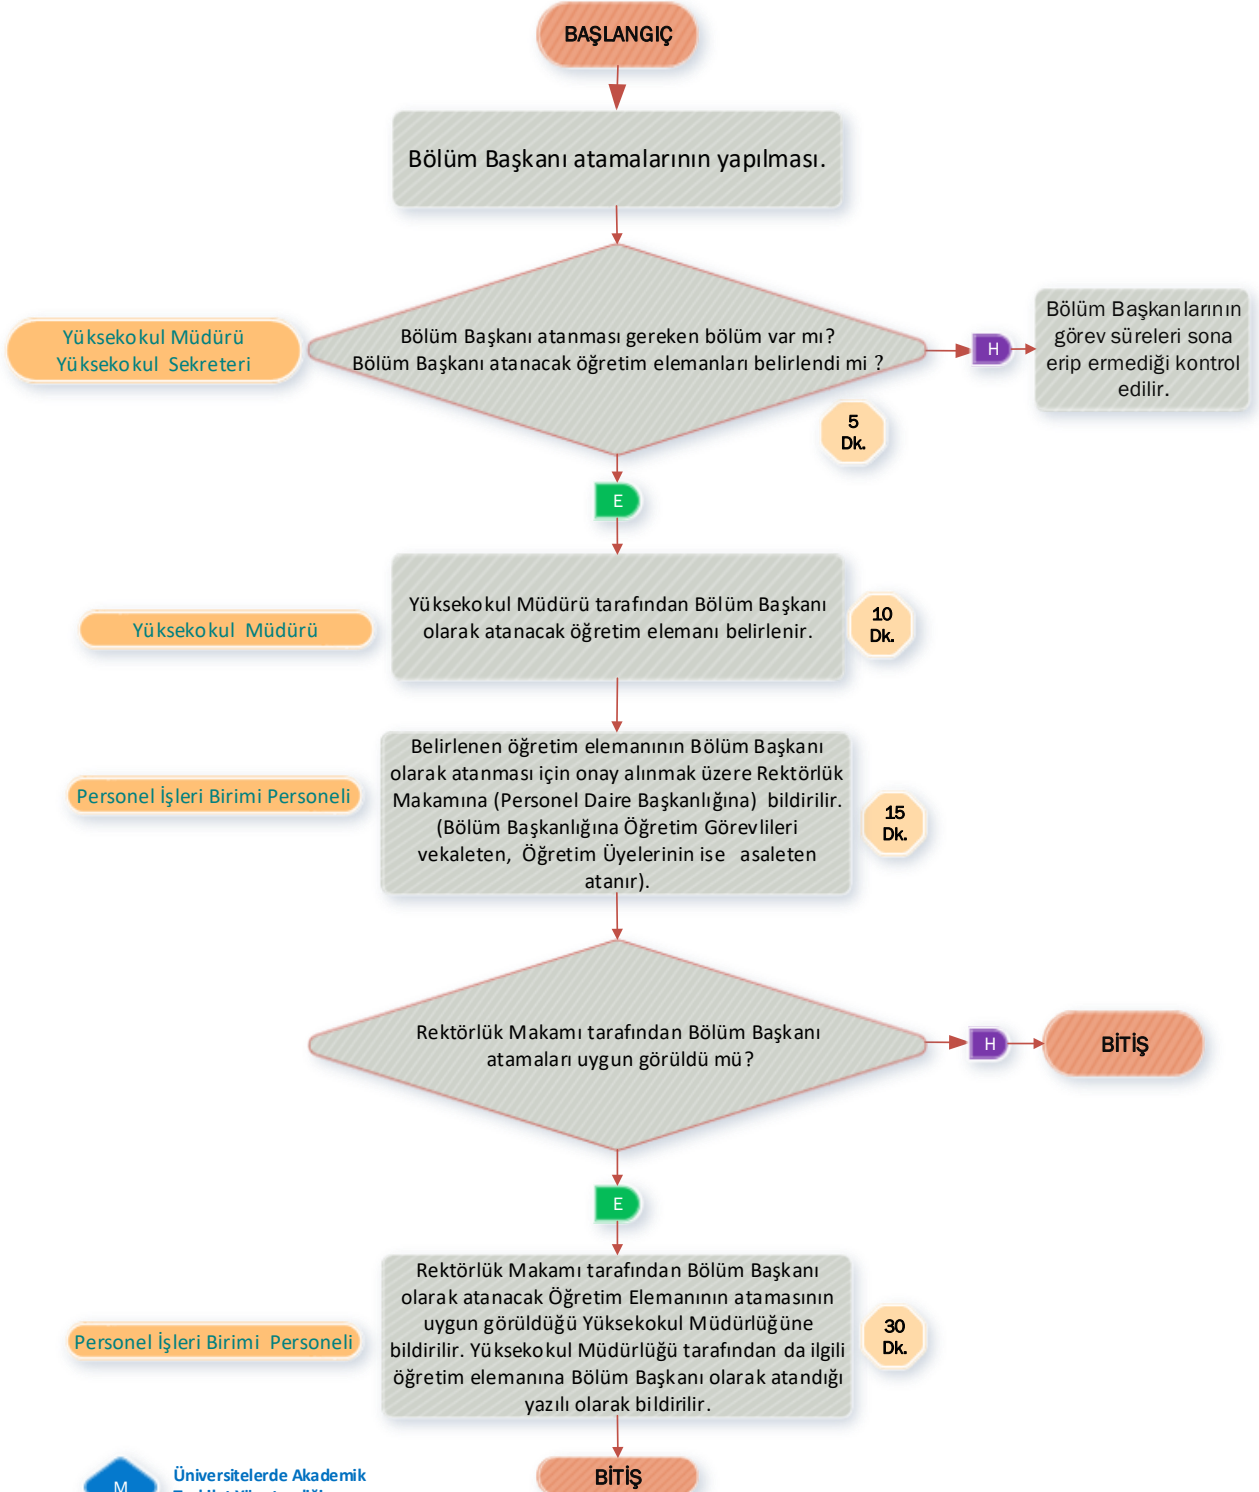 BAŞLANGIÇ
Bölüm Başkanı atamalarının yapılması.
Yüksekokul Müdürü
Yüksekokul Sekreteri
Bölüm Başkanı atanması gereken bölüm var mı?
Bölüm Başkanı atanacak öğretim elemanları belirlendi mi ?
H
Bölüm Başkanlarının
görev süreleri sona
erip ermediği kontrol
edilir.
5
Dk.
E
Yüksekokul Müdürü
Yüksekokul Müdürü tarafından Bölüm Başkanı
olarak atanacak öğretim elemanı belirlenir.
10
Dk.
Personel İşleri Birimi Personeli
Belirlenen öğretim elemanının Bölüm Başkanı
olarak atanması için onay alınmak üzere Rektörlük
Makamına (Personel Daire Başkanlığına) bildirilir.
(Bölüm Başkanlığına Öğretim Görevlileri
vekaleten, Öğretim Üyelerinin ise asaleten
atanır).
15
Dk.
Rektörlük Makamı tarafından Bölüm Başkanı
atamaları uygun görüldü mü?
H
BİTİŞ
E
Personel İşleri Birimi Personeli
Rektörlük Makamı tarafından Bölüm Başkanı
olarak atanacak Öğretim Elemanının atamasının
uygun görüldüğü Yüksekokul Müdürlüğüne
bildirilir. Yüksekokul Müdürlüğü tarafından da ilgili
öğretim elemanına Bölüm Başkanı olarak atandığı
yazılı olarak bildirilir.
30
Dk.
M
Üniversitelerde Akademik
BİTİŞ